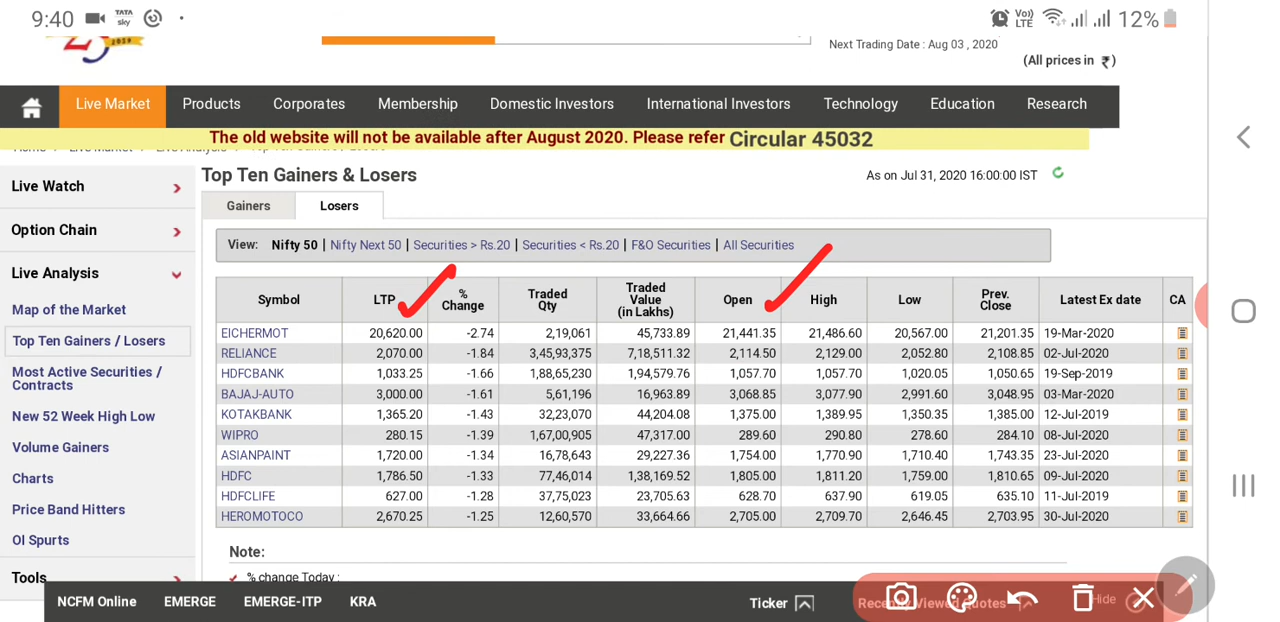 9:40 TATA sky Vo)) LTE 12%
2019
Next Trading Date : Aug 03 , 2020
(All prices in ₹)
Live Market Products Corporates Membership Domestic Investors International Investors Technology Education Research
The old website will not be available after August 2020. Please refer Circular 45032
Top Ten Gainers & Losers
As on Jul 31, 2020 16:00:00 IST
Gainers Losers
View: Nifty 50 | Nifty Next 50 | Securities > Rs.20 | Securities < Rs.20 | F&O Securities | All Securities
Live Watch
Option Chain
Live Analysis
Map of the Market
Top Ten Gainers / Losers
Most Active Securities /
Contracts
New 52 Week High Low
Volume Gainers
Charts
Price Band Hitters
OI Spurts
Tools
Symbol LTP % Change Traded Qty Traded Value (in Lakhs) Open High Low Prev. Close Latest Ex date CA
EICHERMOT 20,620.00 -2.74 2,19,061 45,733.89 21,441.35 21,486.60 20,567.00 21,201.35 19-Mar-2020
RELIANCE 2,070.00 -1.84 3,45,93,375 7,18,511.32 2,114.50 2,129.00 2,052.80 2,108.85 02-Jul-2020
HDFCBANK 1,033.25 -1.66 1,88,65,230 1,94,579.76 1,057.70 1,057.70 1,020.05 1,050.65 19-Sep-2019
BAJAJ-AUTO 3,000.00 -1.61 5,61,196 16,963.89 3,068.85 3,077.90 2,991.60 3,048.95 03-Mar-2020
KOTAKBANK 1,365.20 -1.43 32,23,070 44,204.08 1,375.00 1,389.95 1,350.35 1,385.00 12-Jul-2019
WIPRO 280.15 -1.39 1,67,00,905 47,317.00 289.60 290.80 278.60 284.10 08-Jul-2020
ASIANPAINT 1,720.00 -1.34 16,78,643 29,227.36 1,754.00 1,770.90 1,710.40 1,743.35 23-Jul-2020
HDFC 1,786.50 -1.33 77,46,014 1,38,169.52 1,805.00 1,811.20 1,759.00 1,810.65 09-Jul-2020
HDFCLIFE 627.00 -1.28 37,75,023 23,705.63 628.70 637.90 619.05 635.10 11-Jul-2019
HEROMOTOCO 2,670.25 -1.25 12,60,570 33,664.66 2,705.00 2,709.70 2,646.45 2,703.95 30-Jul-2020
Note:
% change Today :
NCFM Online EMERGE EMERGE-ITP KRA Ticker Recently Viewed Quotes Hide